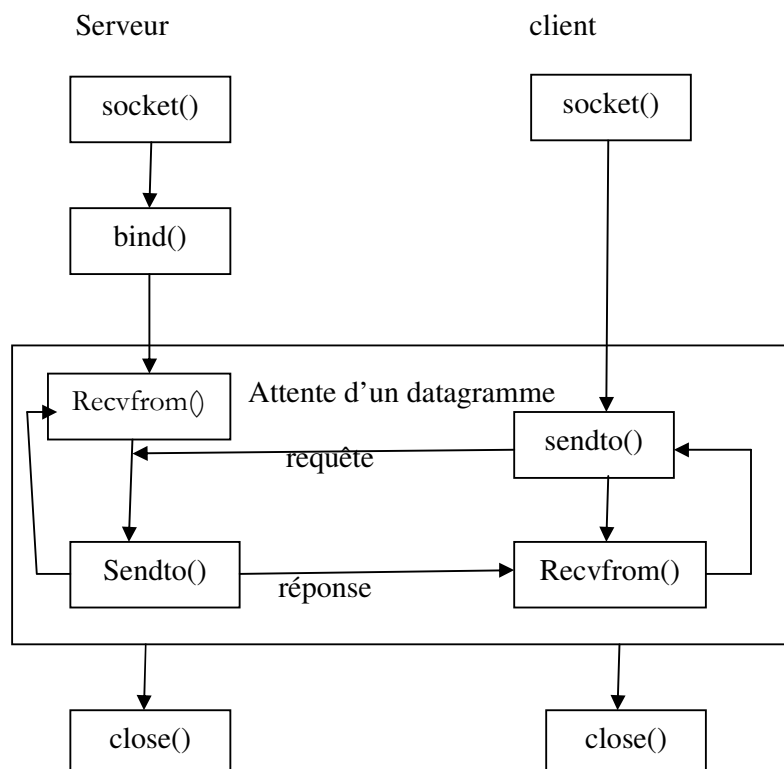 Serveur
client
socket()
socket()
bind()
Recvfrom()
Attente d'un datagramme
sendto()
requête
Sendto()
réponse
Recvfrom()
close()
close()